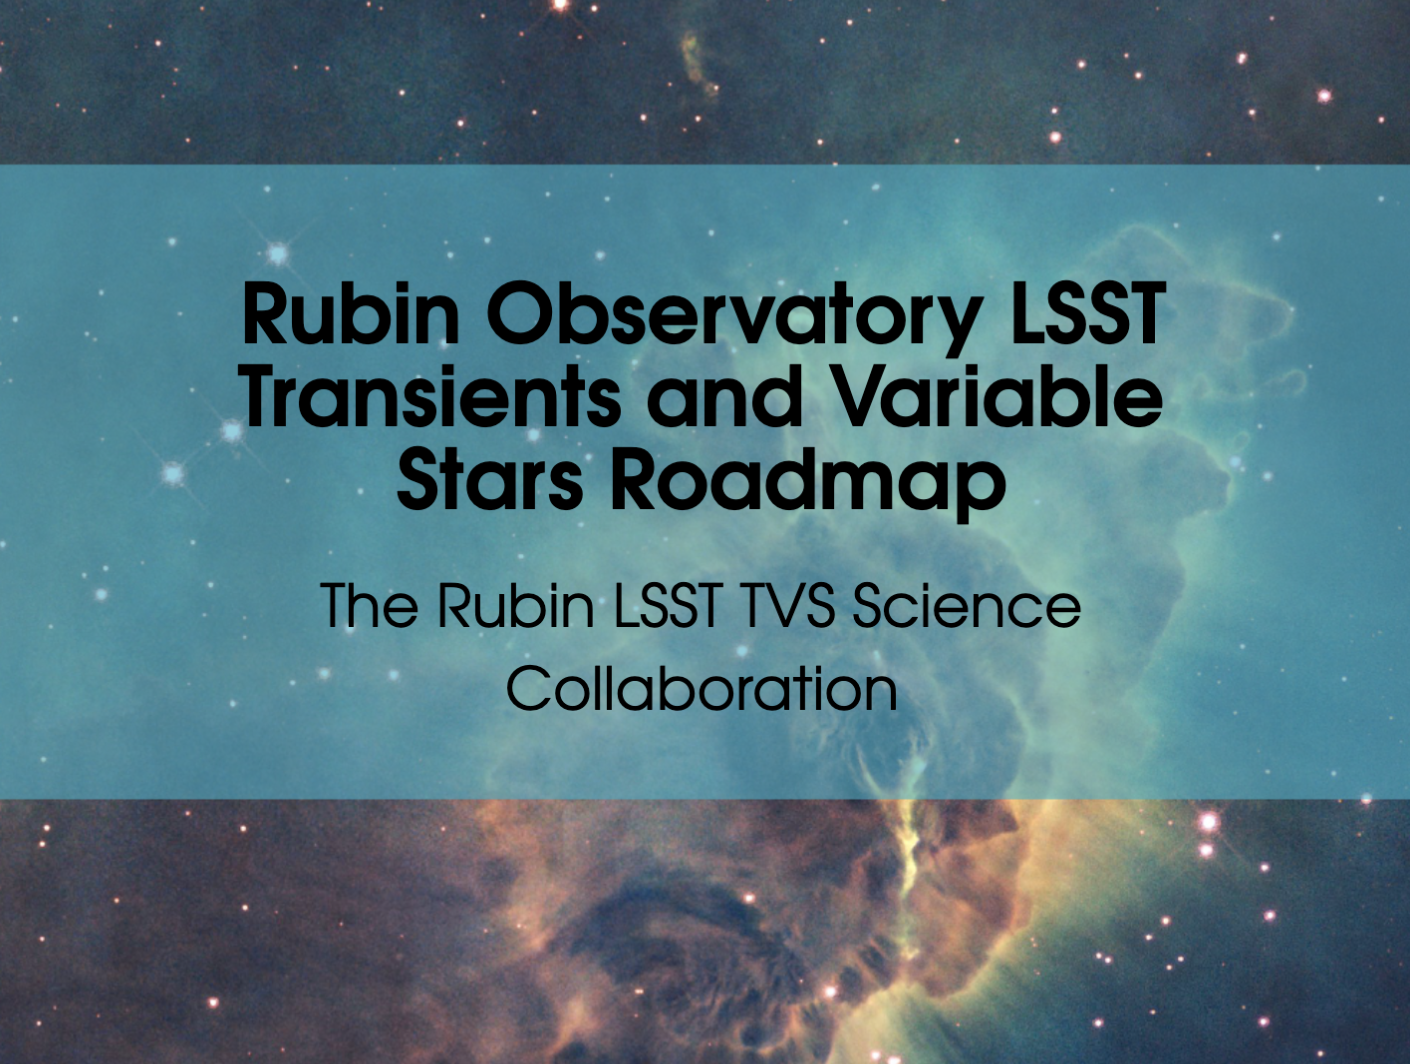 Rubin Observatory LSST
Transients and Variable
Stars Roadmap
The Rubin LSST TVS Science
Collaboration